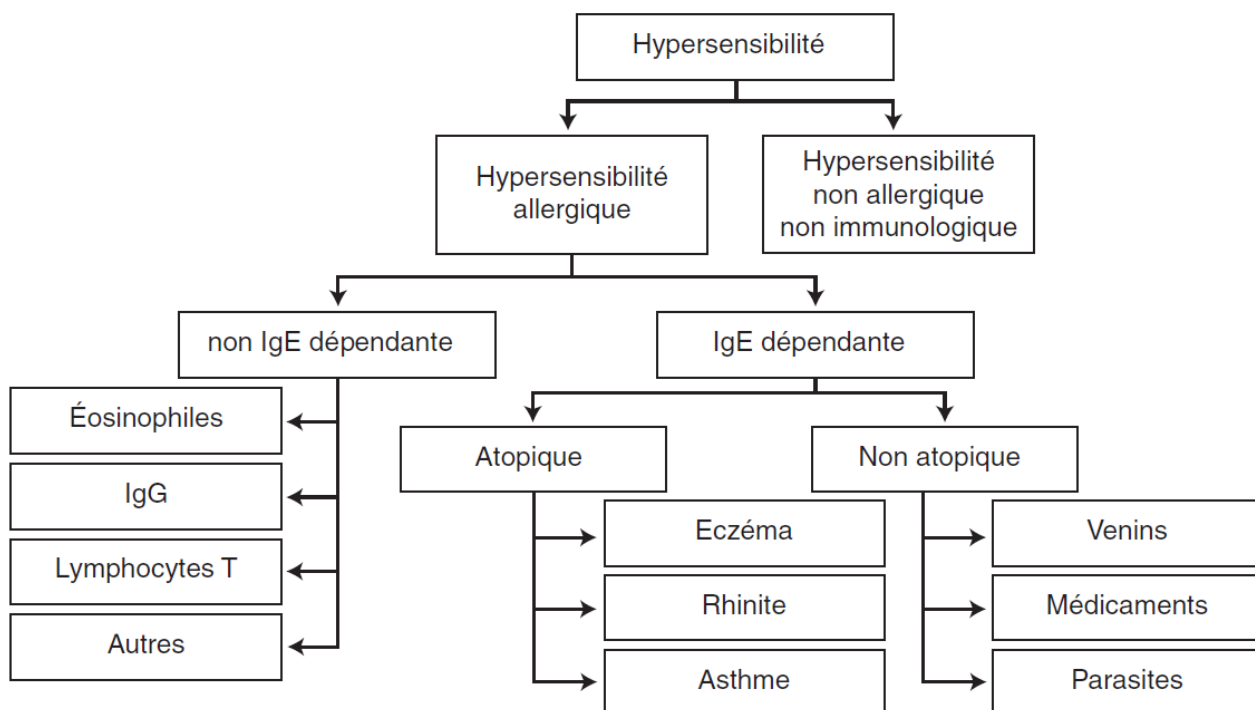 Hypersensibilité
Hypersensibilité
allergique
Hypersensibilité
non allergique
non immunologique
non IgE dépendante
IgE dépendante
Éosinophiles
IgG
Lymphocytes T
Autres
Atopique
Non atopique
Eczéma
Rhinite
Asthme
Venins
Médicaments
Parasites